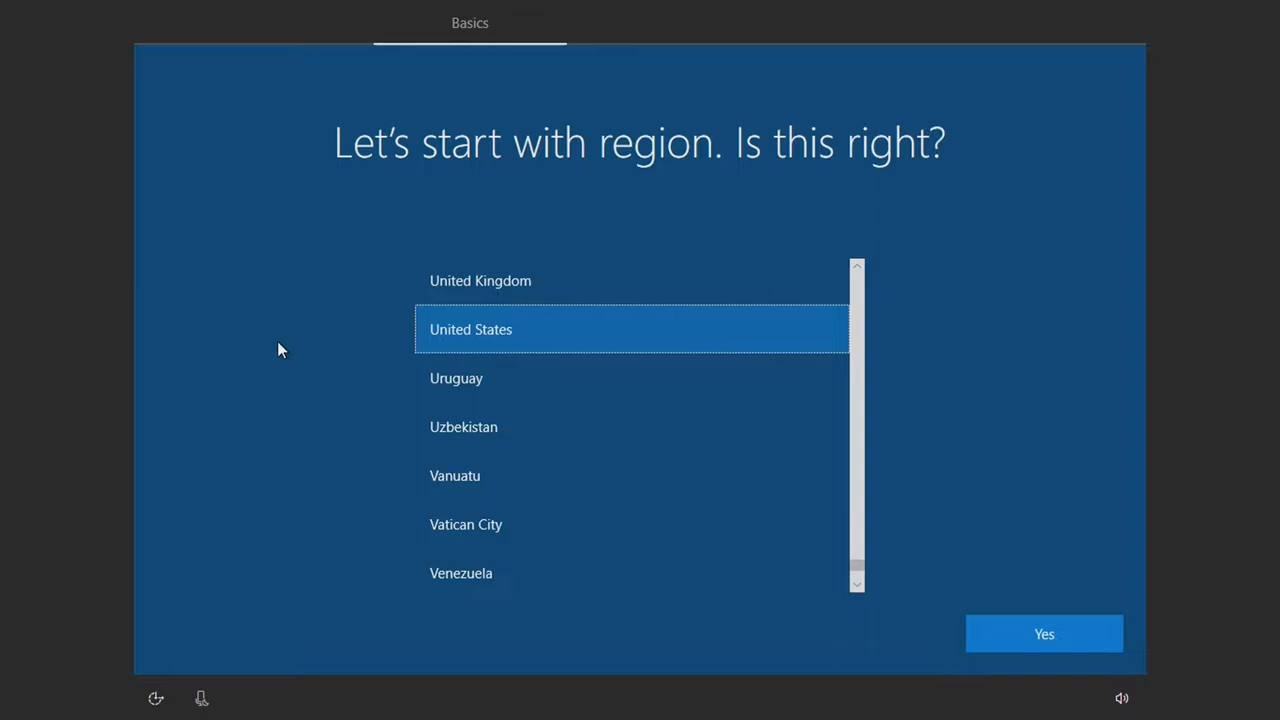 Basics
Let's start with region. Is this right?
United Kingdom
United States
Uruguay
Uzbekistan
Vanuatu
Vatican City
Venezuela
Yes